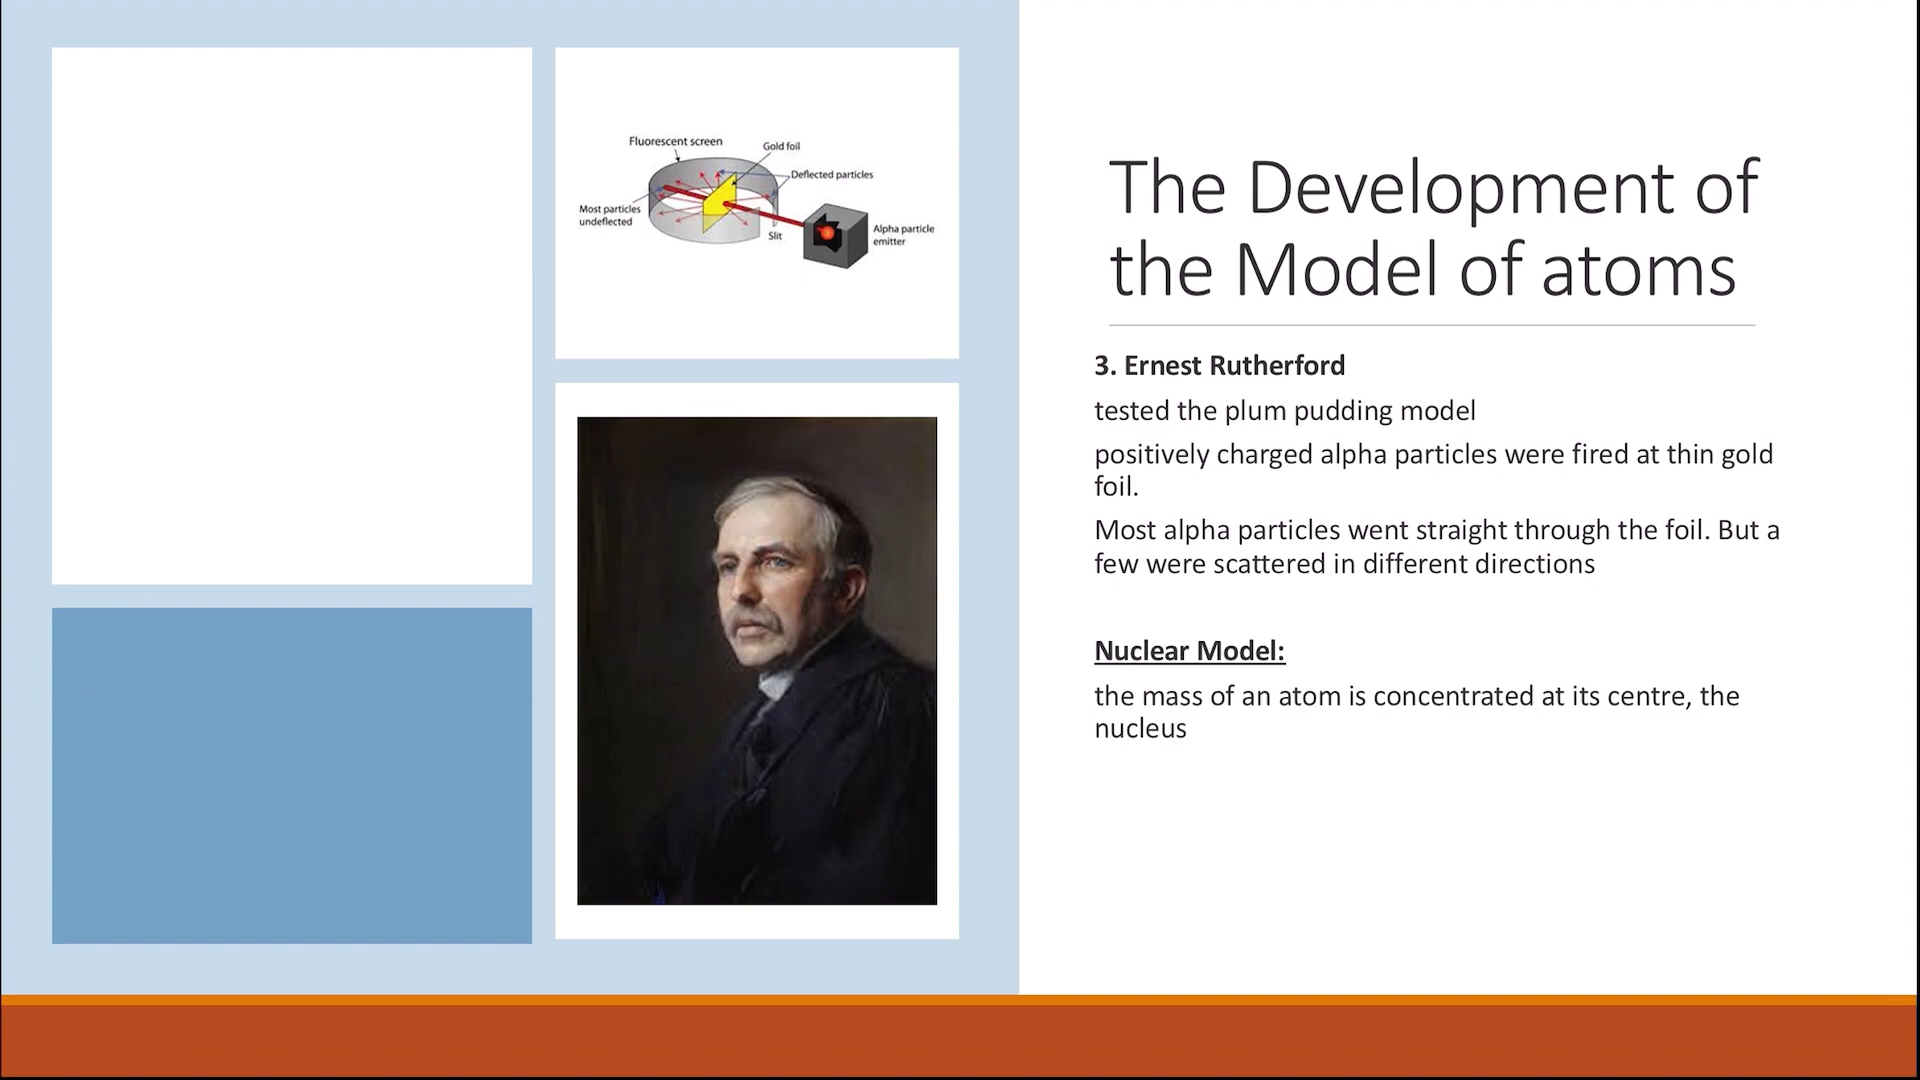 Fluorescent screen
Gold foil
Deflected particles
Most particles
undeflected
Slit
Alpha particle
emitter
The Development of
the Model of atoms
3. Ernest Rutherford
tested the plum pudding model
positively charged alpha particles were fired at thin gold
foil.
Most alpha particles went straight through the foil. But a
few were scattered in different directions
Nuclear Model:
the mass of an atom is concentrated at its centre, the
nucleus